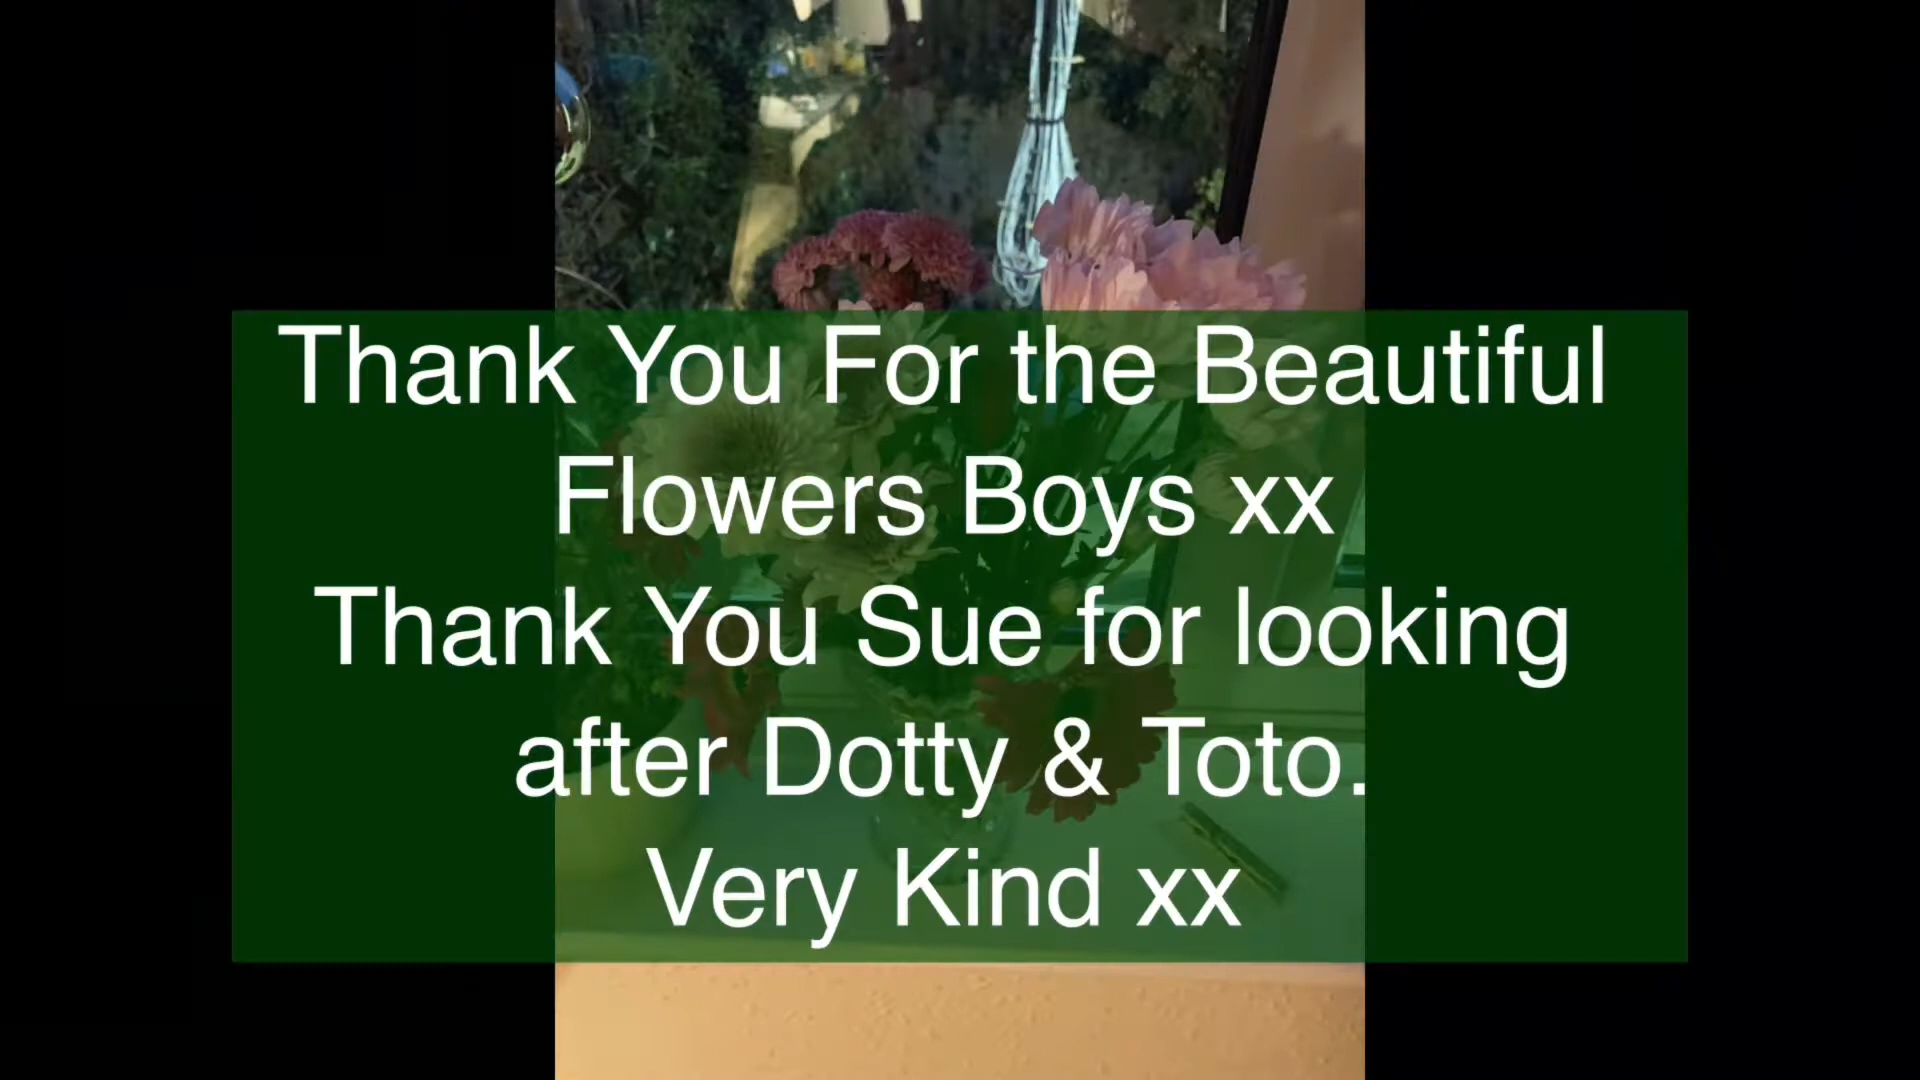 Thank You For the Beautiful
Flowers Boys xx
Thank You Sue for looking
after Dotty & Toto.
Very Kind xx